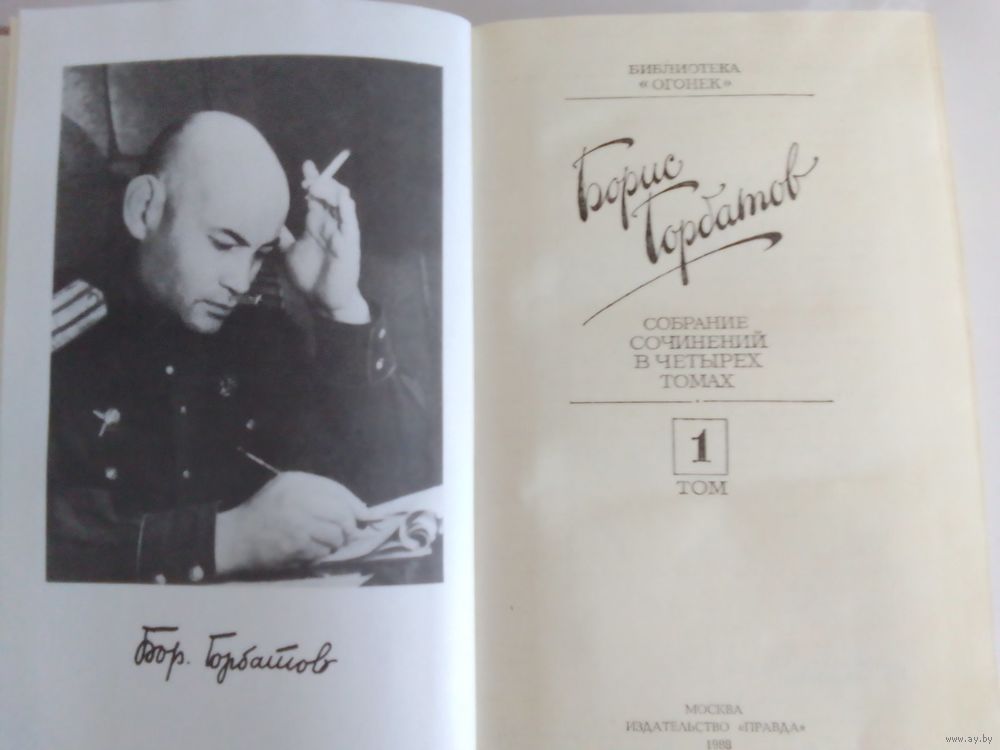 Бор. Горбатов
БИБЛИОТЕКА
«ОГОНЕК»
Борис
Горбатов
СОБРАНИЕ
СОЧИНЕНИЙ
В ЧЕТЫРЕХ
ТОМАХ
1
ТОМ
МОСКВА
ИЗДАТЕЛЬСТВО «ПРАВДА»
1988
www.ay.by